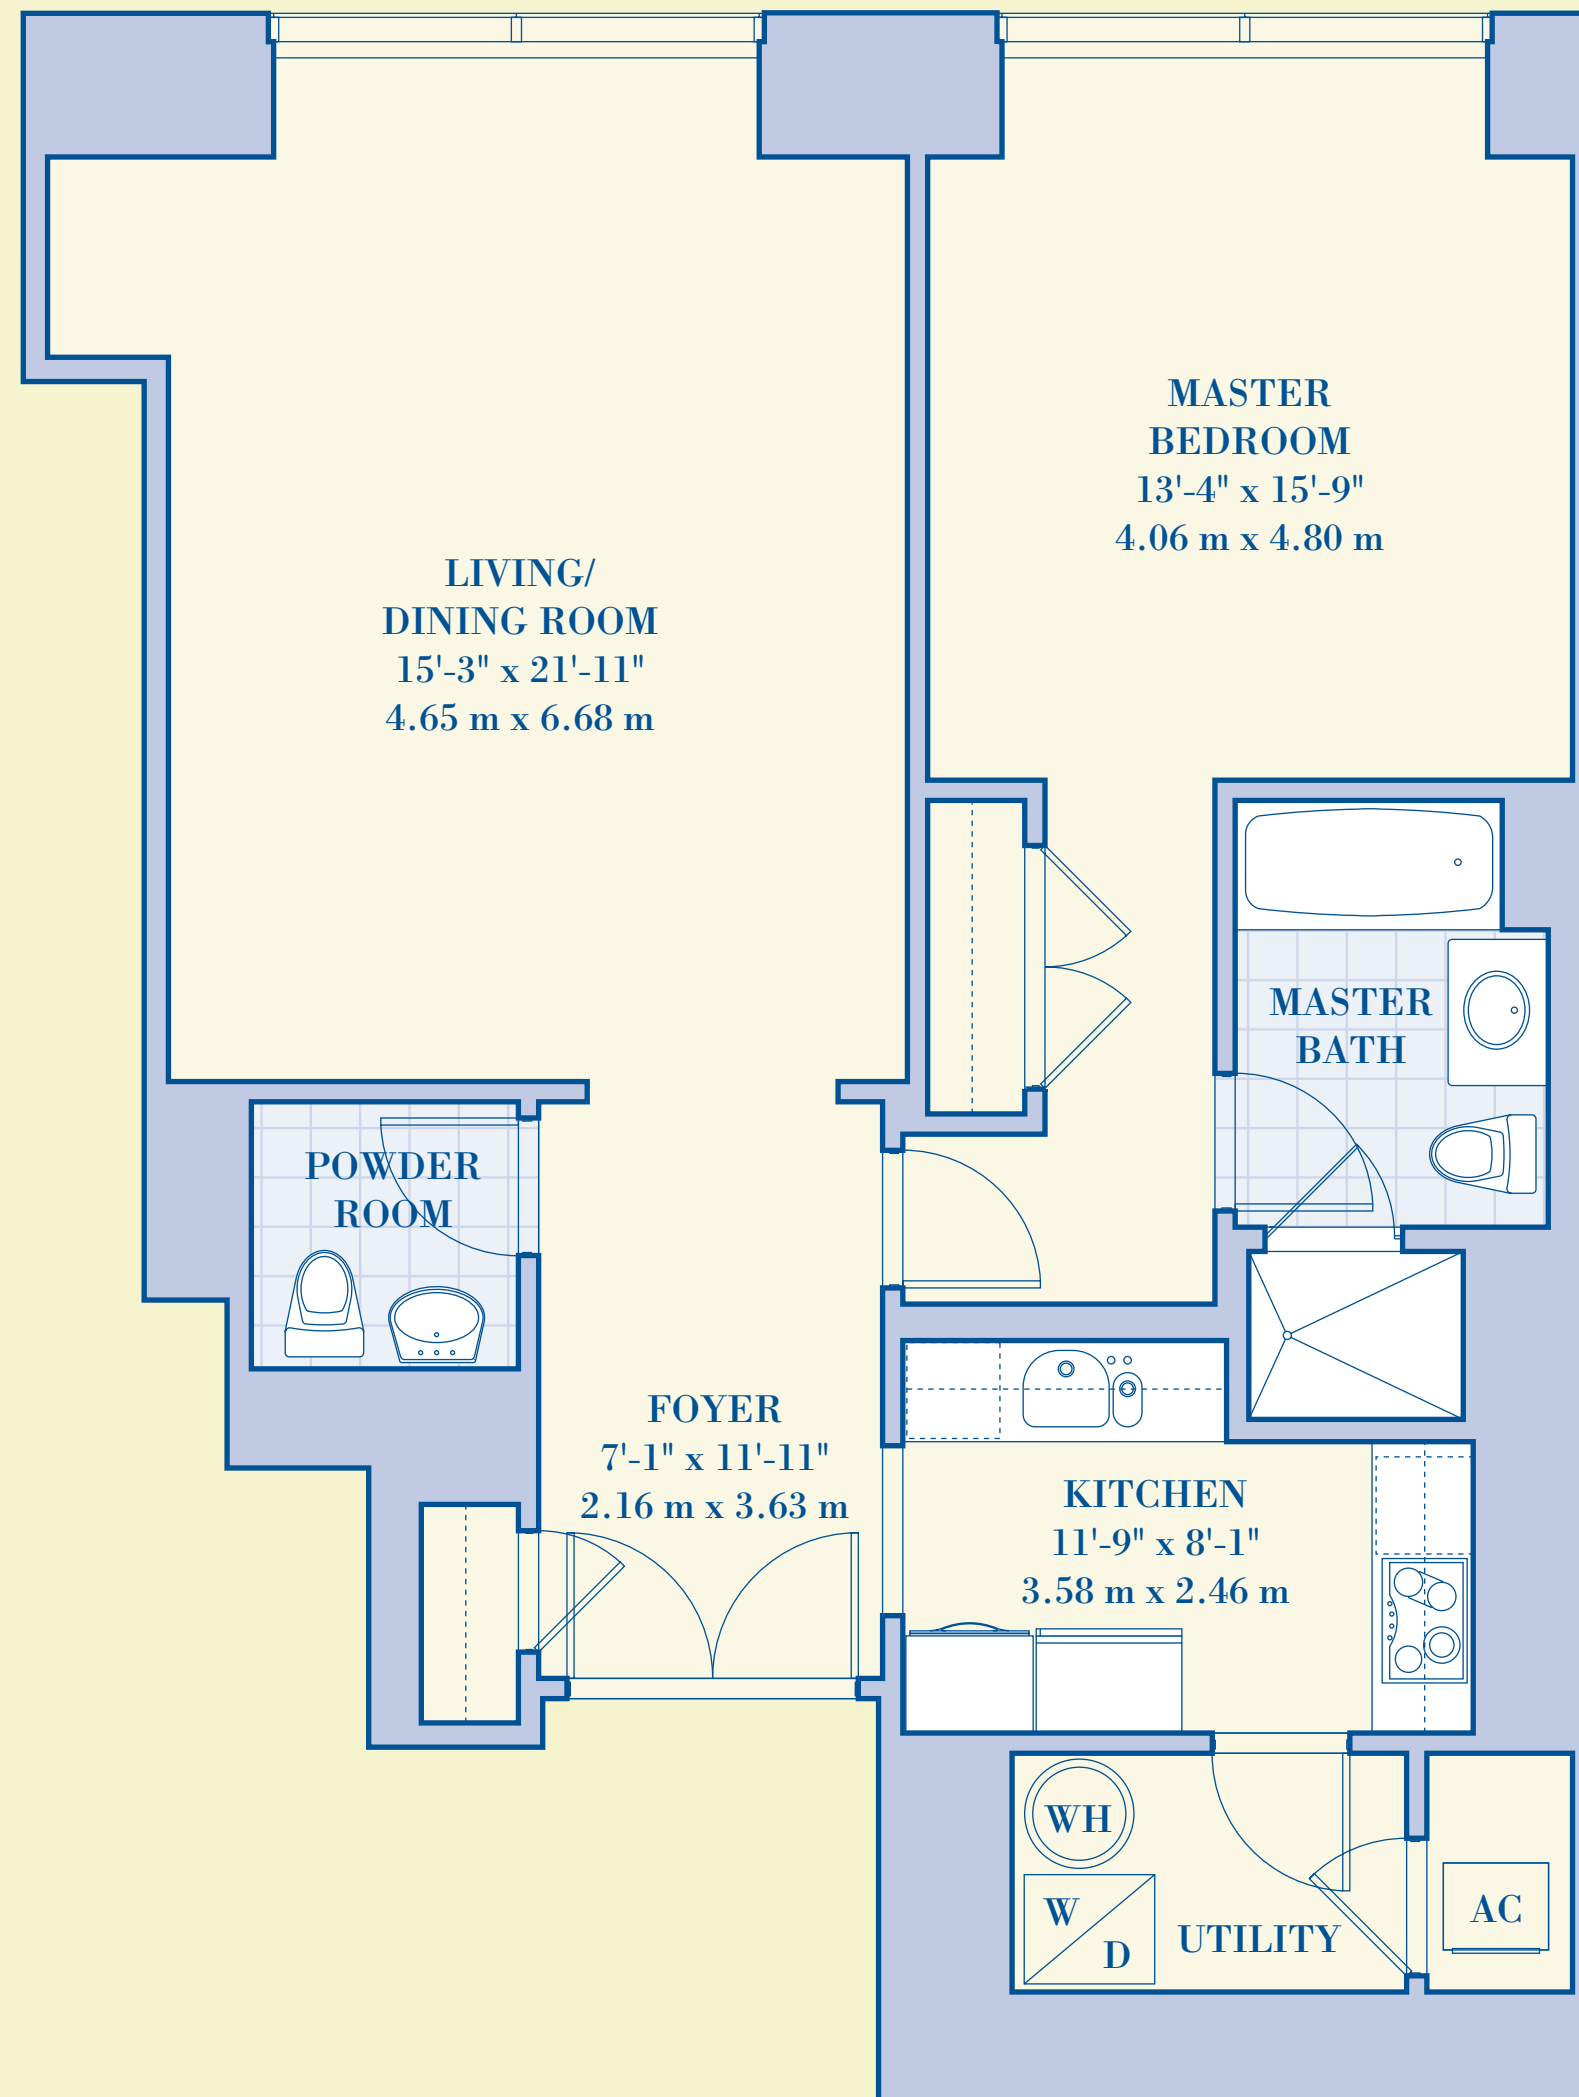 MASTER
BEDROOM
13'-4" x 15'-9"
4.06 m x 4.80 m
LIVING/
DINING ROOM
15'-3" x 21'-11"
4.65 m x 6.68 m
MASTER
BATH
POWDER
ROOM
FOYER
7'-1" x 11'-11"
2.16 m x 3.63 m
KITCHEN
11'-9" x 8'-1"
3.58 m x 2.46 m
WH
W
D
UTILITY
AC